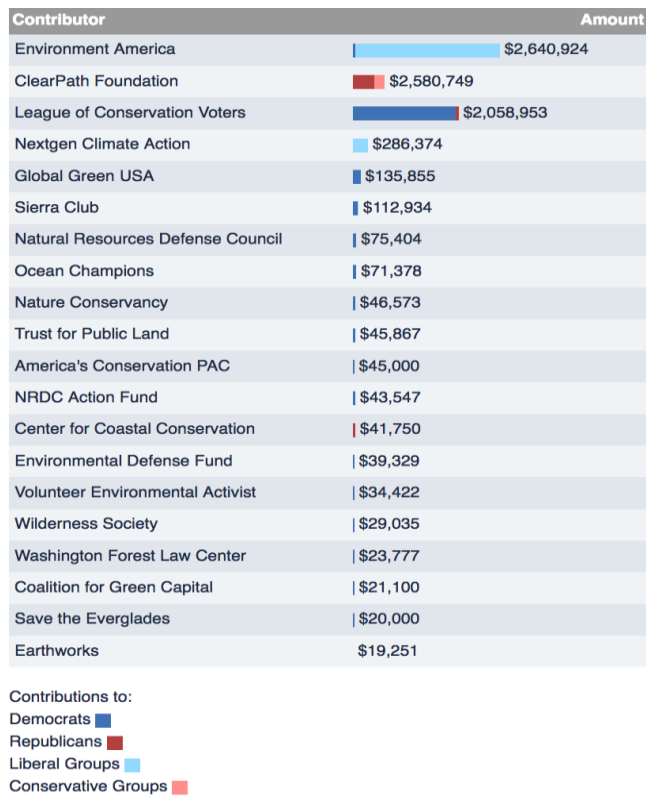 Contributor Amount
Environment America $2,640,924
ClearPath Foundation $2,580,749
League of Conservation Voters $2,058,953
Nextgen Climate Action $286,374
Global Green USA $135,855
Sierra Club $112,934
Natural Resources Defense Council $75,404
Ocean Champions $71,378
Nature Conservancy $46,573
Trust for Public Land $45,867
America's Conservation PAC $45,000
NRDC Action Fund $43,547
Center for Coastal Conservation $41,750
Environmental Defense Fund $39,329
Volunteer Environmental Activist $34,422
Wilderness Society $29,035
Washington Forest Law Center $23,777
Coalition for Green Capital $21,100
Save the Everglades $20,000
Earthworks $19,251
Contributions to:
Democrats
Republicans
Liberal Groups
Conservative Groups